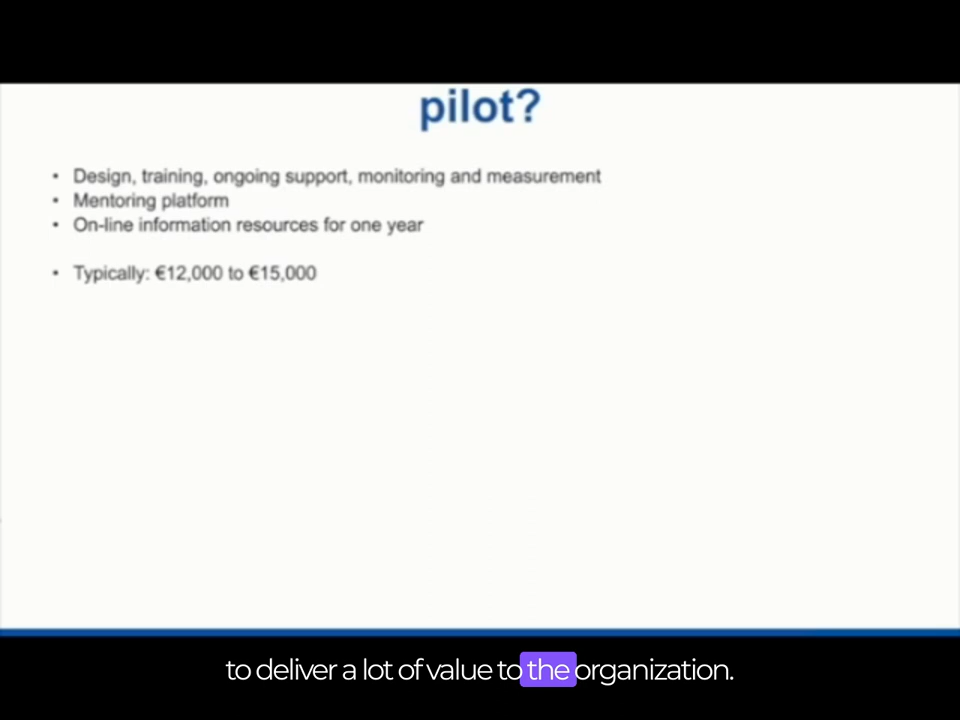 pilot?
• Design, training, ongoing support, monitoring and measurement
• Mentoring platform
• On-line information resources for one year
• Typically: €12,000 to €15,000
to deliver a lot of value to the organization.